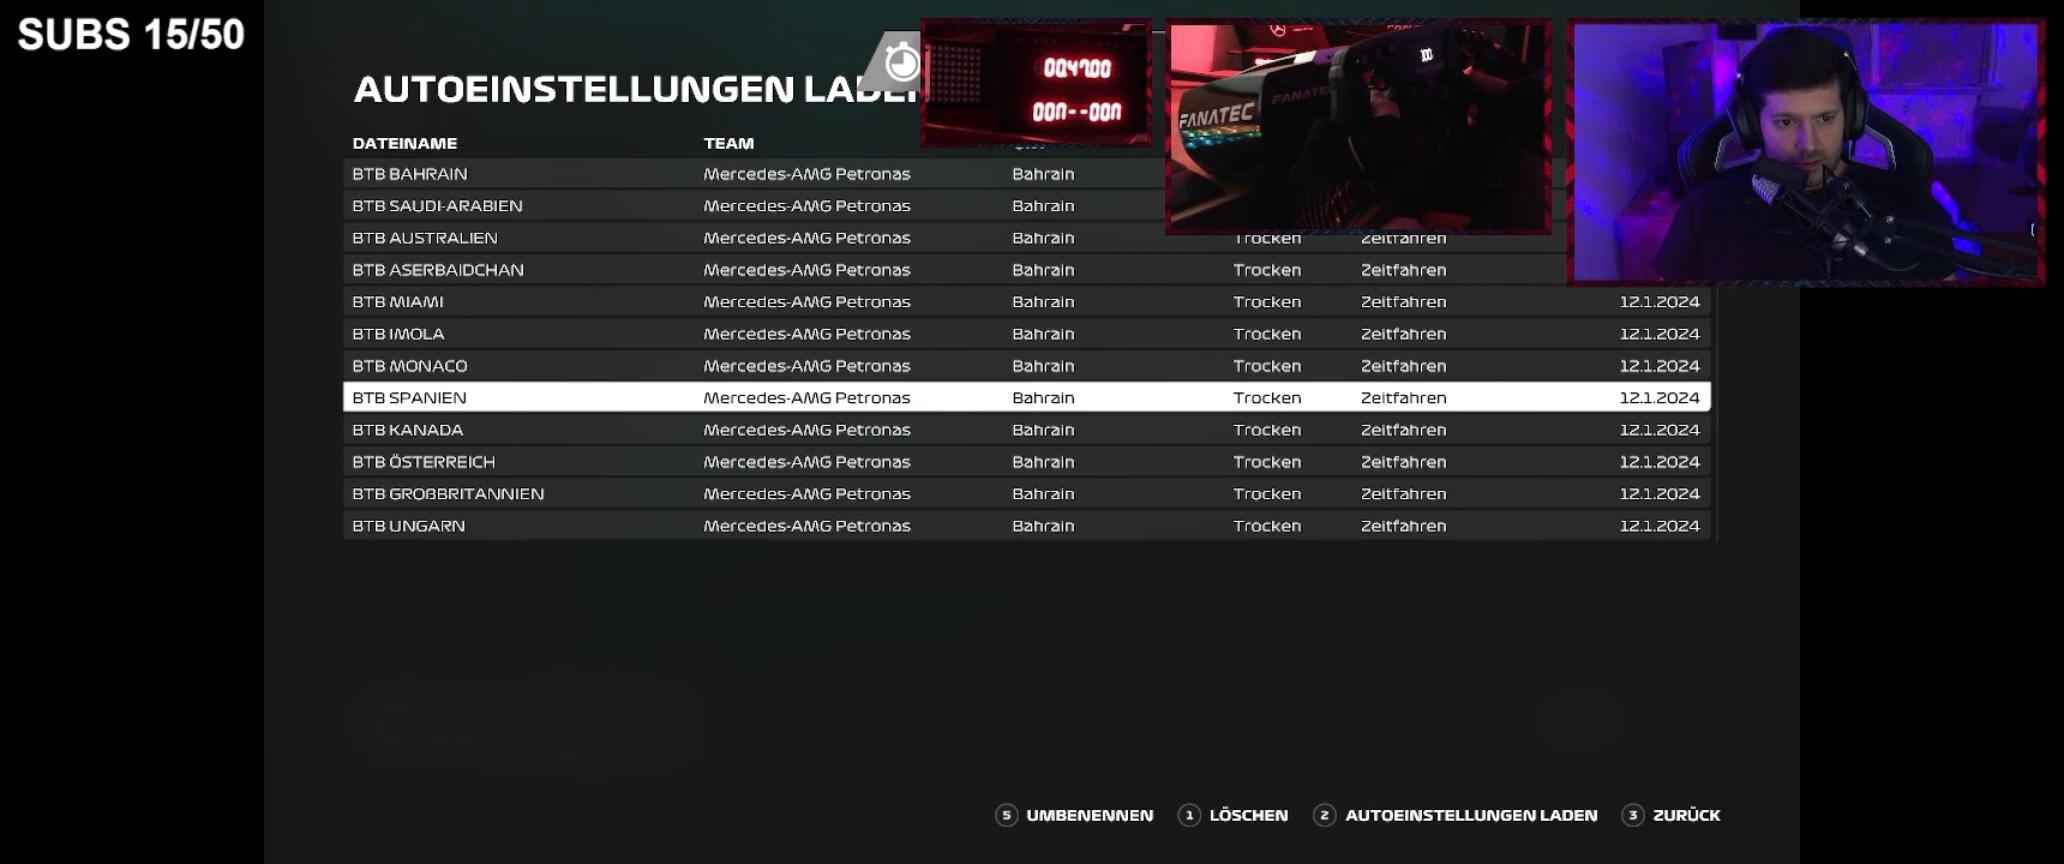 SUBS 15/50
AUTOEINSTELLUNGEN
DATEINAME TEAM
BTB BAHRAIN Mercedes-AMG Petronas Bahrain
BTB SAUDI-ARABIEN Mercedes-AMG Petronas Bahrain
BTB AUSTRALIEN Mercedes-AMG Petronas Bahrain Trocken Zeitfahren
BTB ASERBAIDCHAN Mercedes-AMG Petronas Bahrain Trocken Zeitfahren
BTB MIAMI Mercedes-AMG Petronas Bahrain Trocken Zeitfahren 12.1.2024
BTB IMOLA Mercedes-AMG Petronas Bahrain Trocken Zeitfahren 12.1.2024
BTB MONACO Mercedes-AMG Petronas Bahrain Trocken Zeitfahren 12.1.2024
BTB SPANIEN Mercedes-AMG Petronas Bahrain Trocken Zeitfahren 12.1.2024
BTB KANADA Mercedes-AMG Petronas Bahrain Trocken Zeitfahren 12.1.2024
BTB ÖSTERREICH Mercedes-AMG Petronas Bahrain Trocken Zeitfahren 12.1.2024
BTB GROßBRITANNIEN Mercedes-AMG Petronas Bahrain Trocken Zeitfahren 12.1.2024
BTB UNGARN Mercedes-AMG Petronas Bahrain Trocken Zeitfahren 12.1.2024
FANATEC
FANATEC
5 UMBENENNEN 1 LÖSCHEN 2 AUTOEINSTELLUNGEN LADEN 3 ZURÜCK